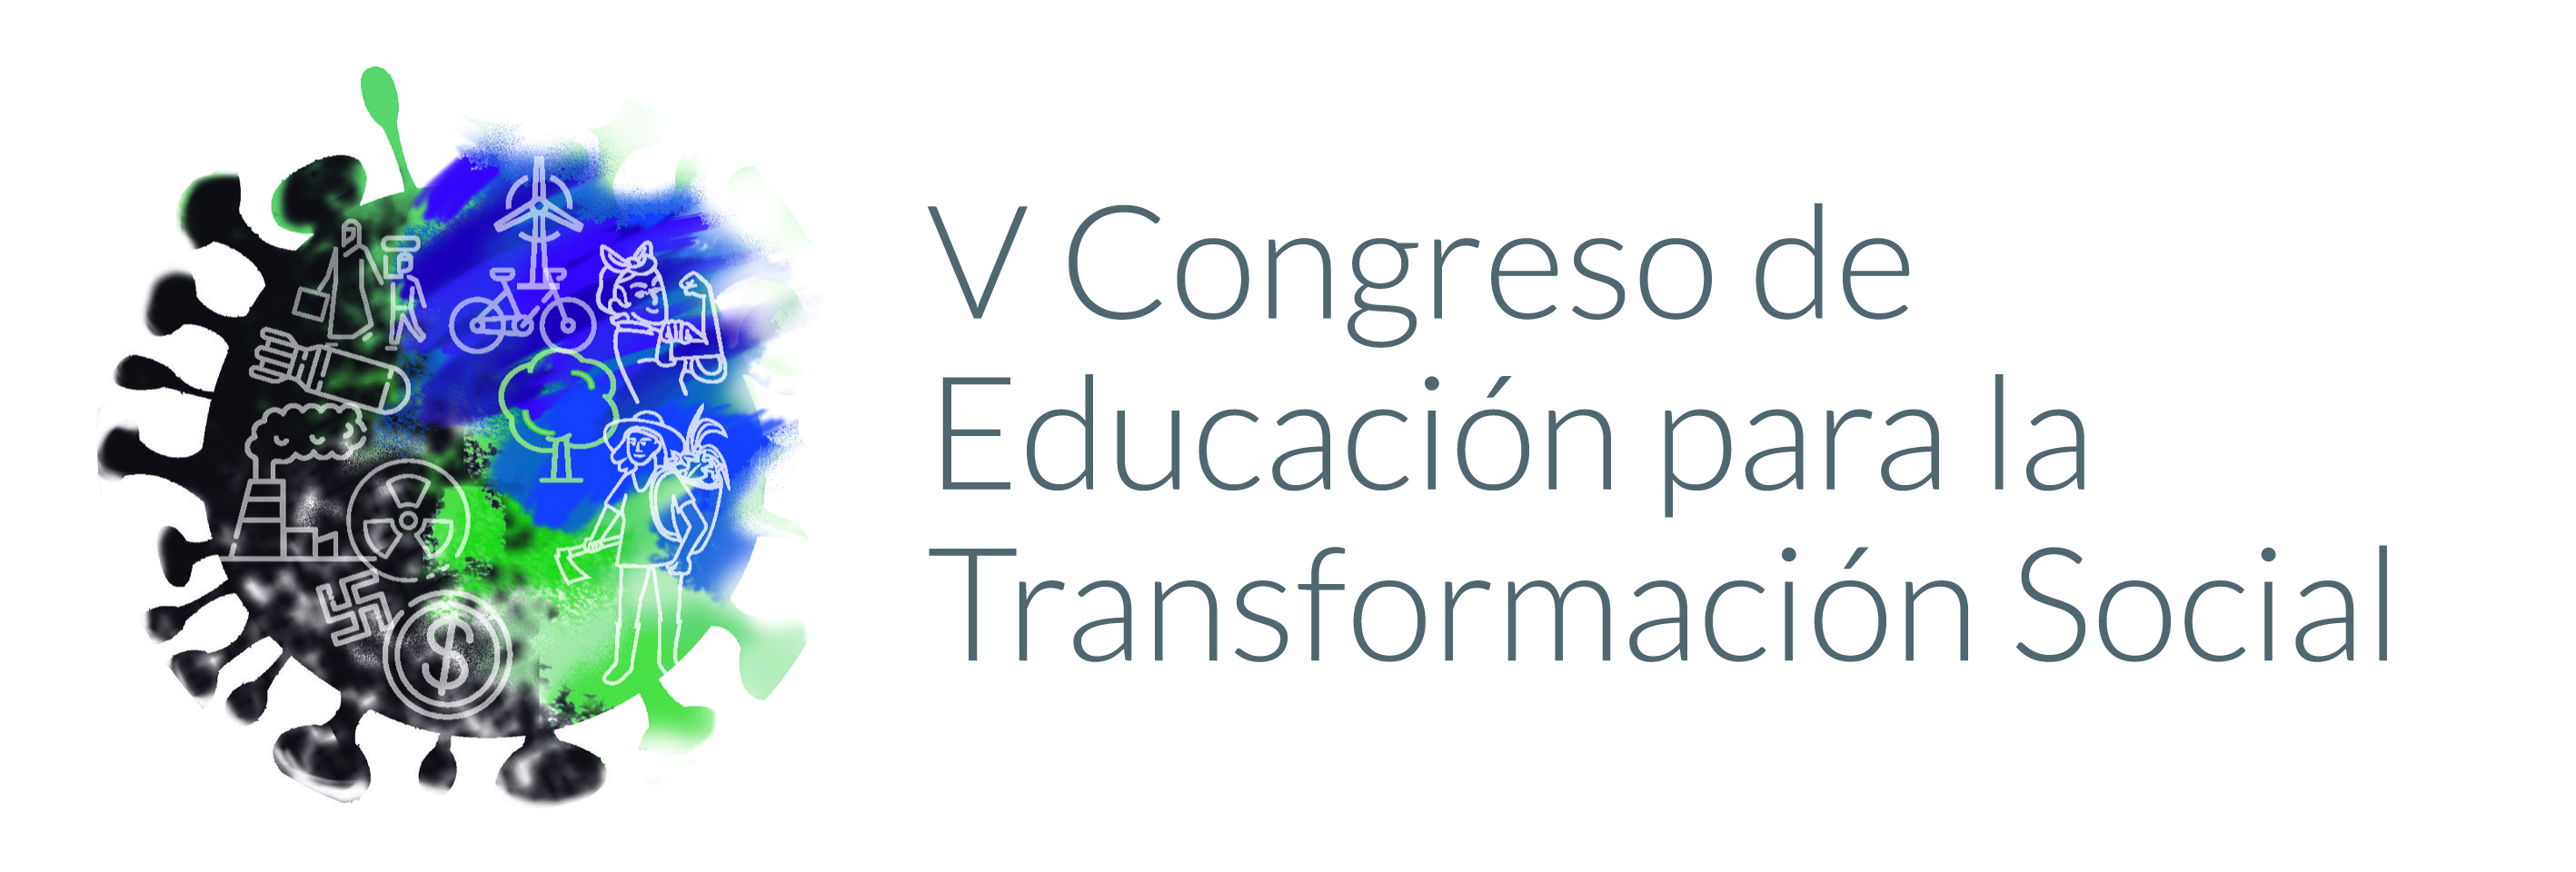 V Congreso de
Educación para la
Transformación Social
$